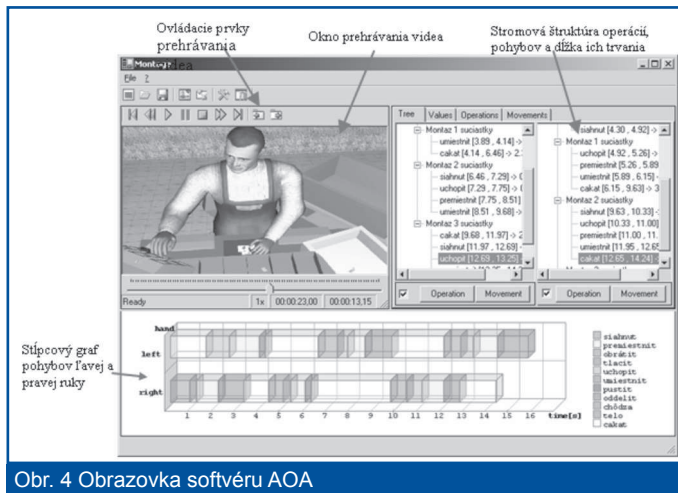 Ovládacie prvky
prehrávania
videa
Okno prehrávania videa
Stromová štruktúra operácií,
pohybov a dĺžka ich trvania
Montage
File ?
Tree Values Operations Movements
Montaz 1 suciastky
umiestnit [3.89 , 4.14] ->
cakat [4.14 , 6.46] -> 2.
Montaz 2 suciastky
siahnut [6.46 , 7.29] -> 0
uchopit [7.29 , 7.75] -> 0
premiestnit [7.75 , 8.51]
umiestnit [8.51 , 9.68] ->
Montaz 3 suciastky
cakat [9.68 , 11.97] -> 2
siahnut [11.97 , 12.69] -
uchopit [12.69 , 13.25]
siahnut [4.30 , 4.92] ->
Montaz 1 suciastky
uchopit [4.92 , 5.26] ->
premiestnit [5.26 , 5.89
umiestnit [5.89 , 6.15] -
cakat [6.15 , 9.63] -> 3
Montaz 2 suciastky
siahnut [9.63 , 10.33] -
uchopit [10.33 , 11.00]
premiestnit [11.00 , 11.
umiestnit [11.95 , 12.65
cakat [12.65 , 14.24] ->
Operation Movement
Operation Movement
Ready 1x 00:00:23,00 00:00:13,15
Stĺpcový graf
pohybov ľavej a
pravej ruky
hand
left
right
1 2 3 4 5 6 7 8 9 10 11 12 13 14 15 16 time[s]
siahnut
premiestnit
obrátit
tlacit
uchopit
umiestnit
pustit
oddelit
chôdza
telo
cakat
Obr. 4 Obrazovka softvéru AOA